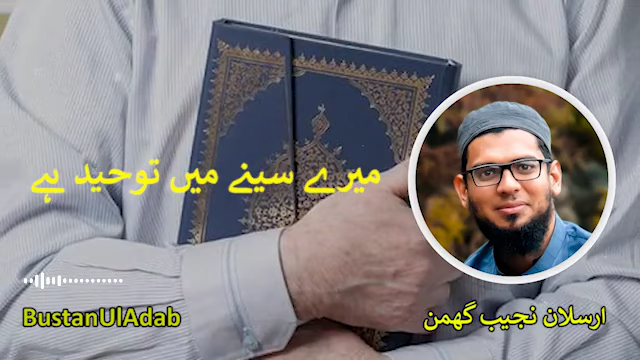 میرے سینے میں توحید ہے
BustanUlAdab
ارسلان نجیب گھمن